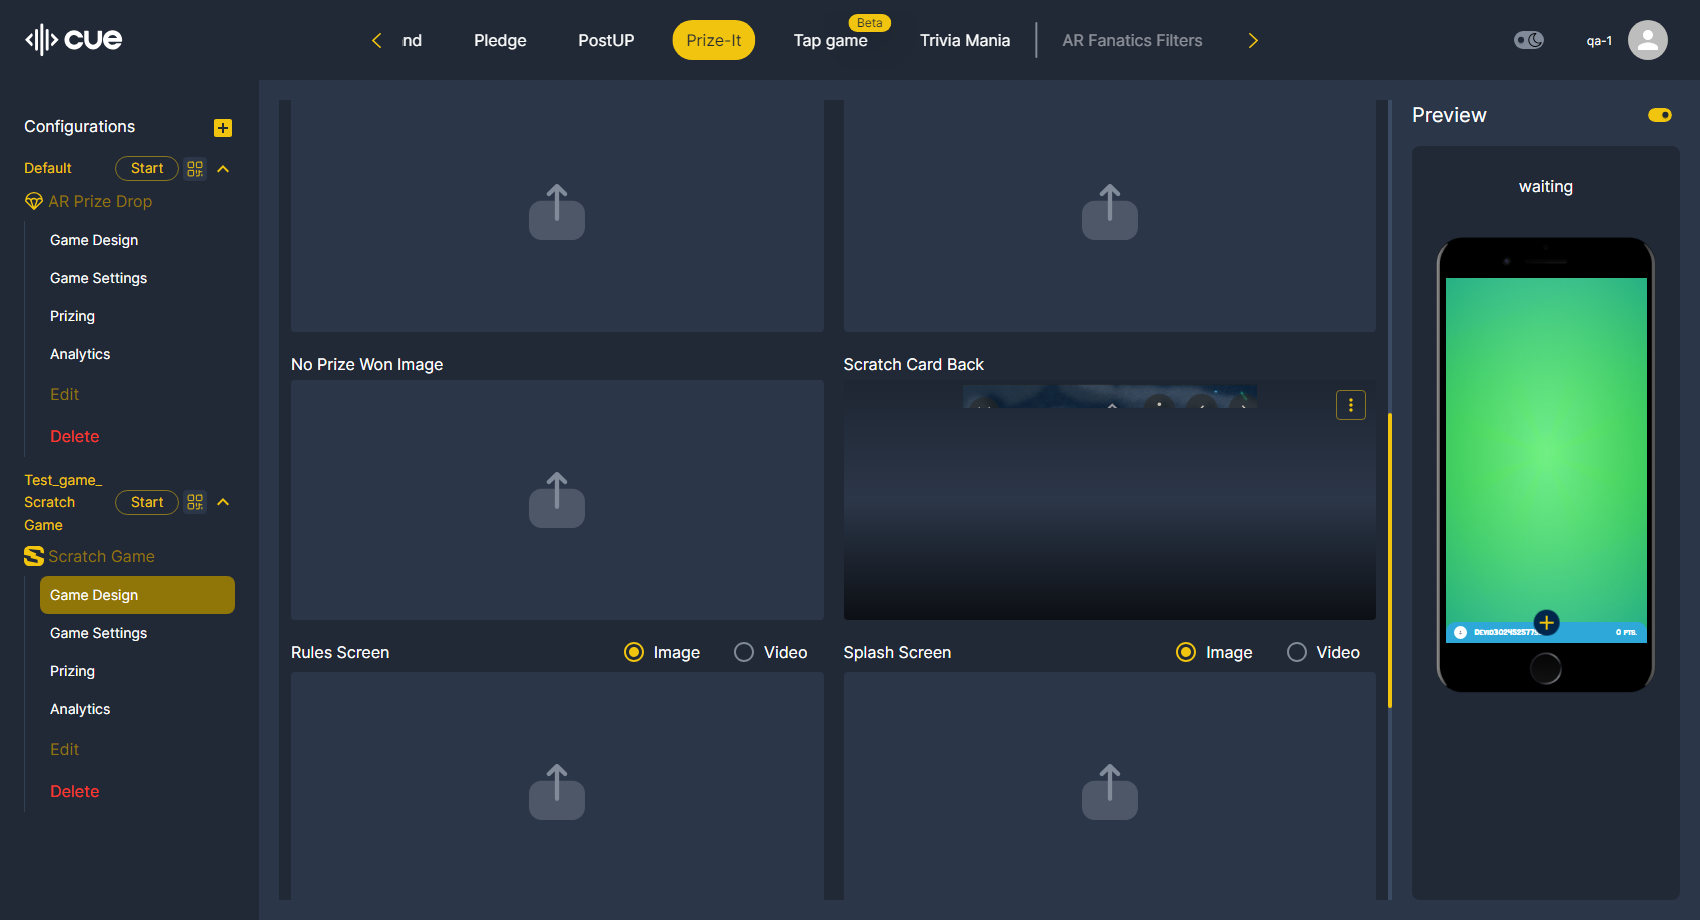 cue
nd
Pledge
PostUP
Prize-It
Tap game
Beta
Trivia Mania
AR Fanatics Filters
qa-1
Configurations
Default
Start
AR Prize Drop
Game Design
Game Settings
Prizing
Analytics
Edit
Delete
Test_game_
Scratch
Game
Start
Scratch Game
Game Design
Game Settings
Prizing
Analytics
Edit
Delete
No Prize Won Image
Scratch Card Back
Rules Screen
Image
Video
Splash Screen
Image
Video
Preview
waiting
0 PTS.